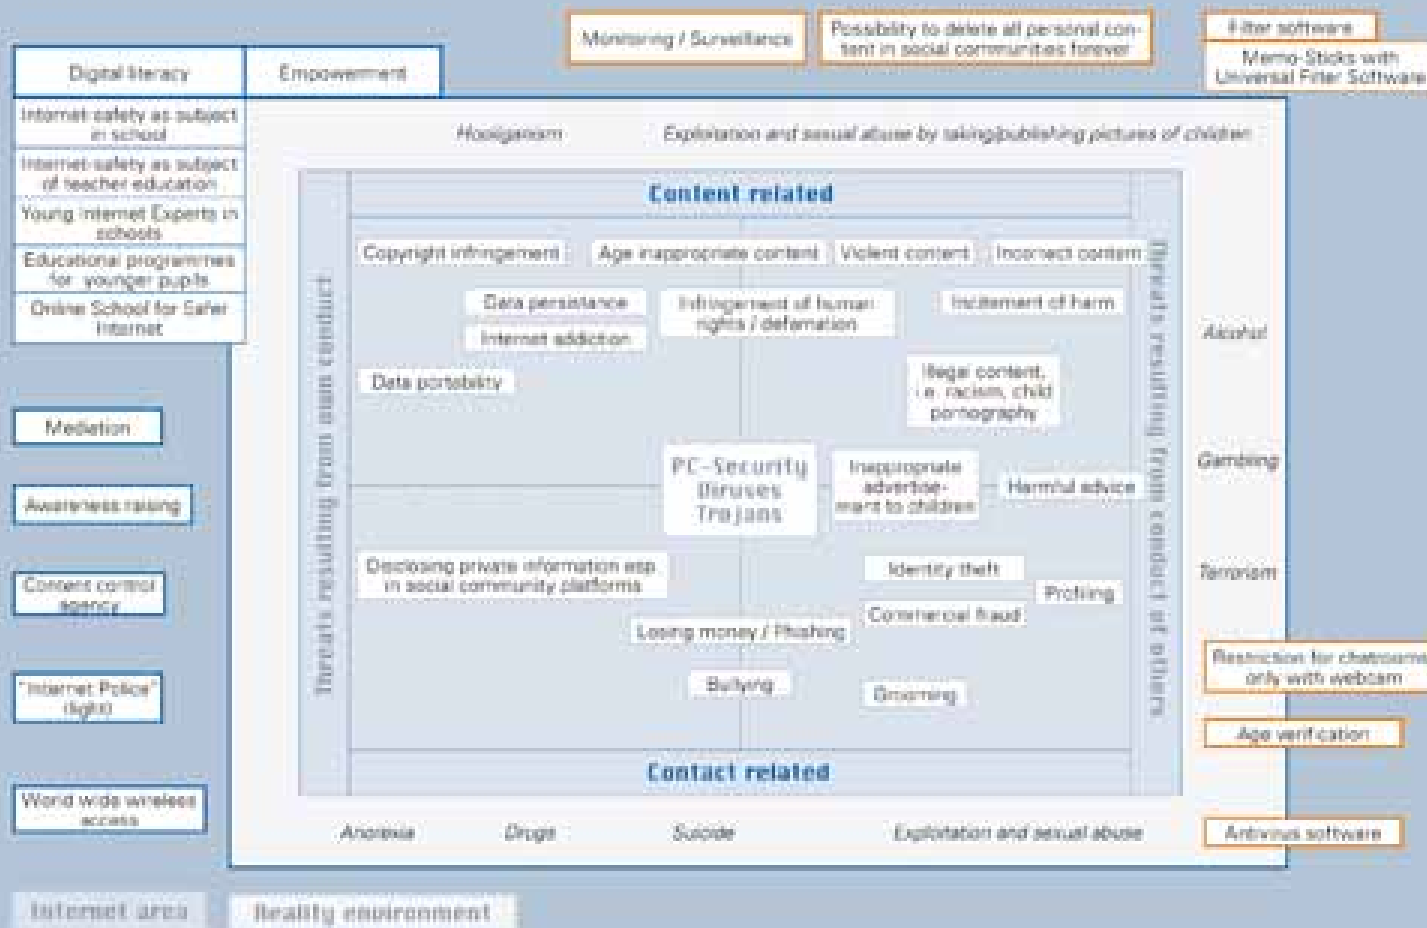 Monitoring / Surveillance
Possibility to delete all personal con-
tent in social communities forever
Filter software
Memo-Sticks with
Universal Filter Software
Digital literacy
Empowerment
Internet-safety as subject
in school
Internet-safety as subject
of teacher education
Young Internet Experts in
schools
Educational programmes
for younger pupils
Online School for Safer
Internet
Hooliganism
Exploitation and sexual abuse by taking/publishing pictures of children
Content related
Threats resulting from own conduct
Threats resulting from conduct of others
Copyright infringement
Age inappropriate content
Violent content
Incorrect content
Data persistance
Internet addiction
Infringement of human
rights / defamation
Incitement of harm
Data portability
Illegal content,
i.e. racism, child
pornography
Alcohol
Mediation
PC-Security
Viruses
Trojans
Inappropriate
advertise-
ment to children
Harmful advice
Gambling
Awareness raising
Disclosing private information esp.
in social community platforms
Identity theft
Profiling
Terrorism
Content control
agency
Commercial fraud
Losing money / Phishing
Bullying
Grooming
Restriction for chatrooms
only with webcam
"Internet Police"
(light)
Age verification
Contact related
World wide wireless
access
Anorexia
Drugs
Suicide
Exploitation and sexual abuse
Antivirus software
Internet area
Reality environment